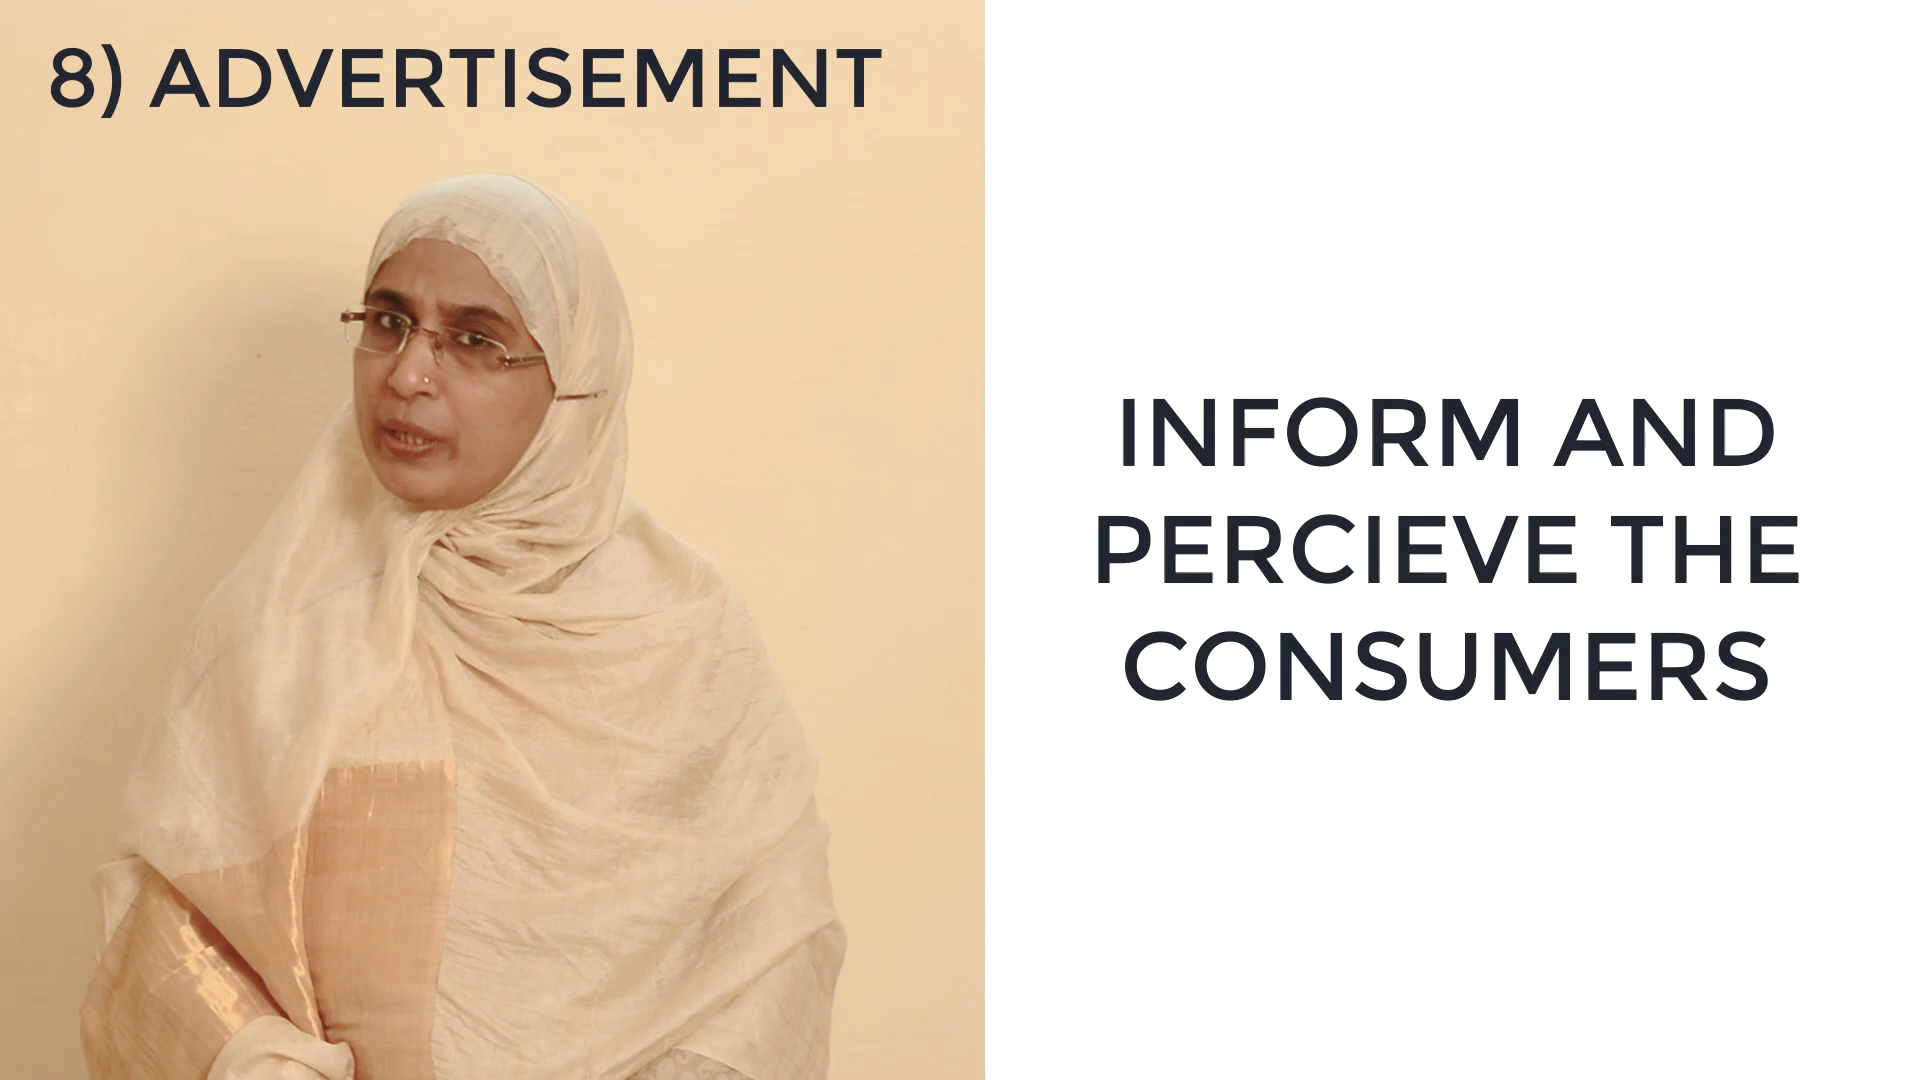 8) ADVERTISEMENT
INFORM AND
PERCIEVE THE
CONSUMERS